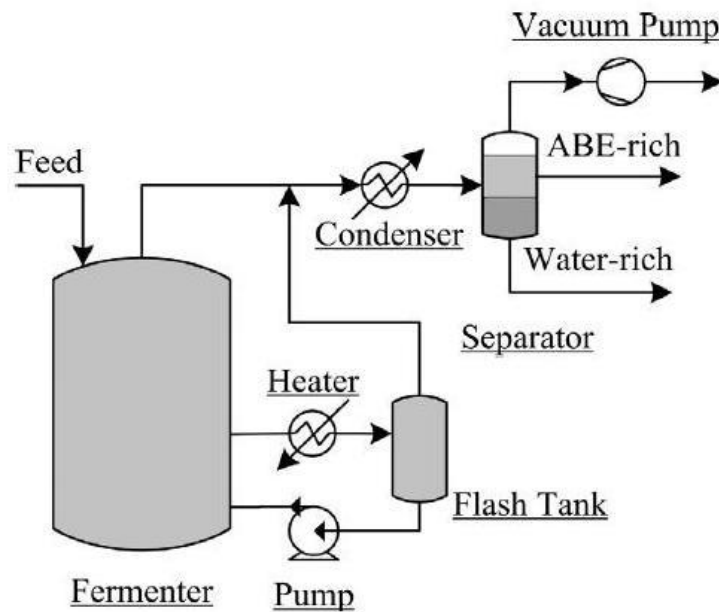 Vacuum Pump
Feed
ABE-rich
Condenser
Water-rich
Separator
Heater
Flash Tank
Fermenter
Pump